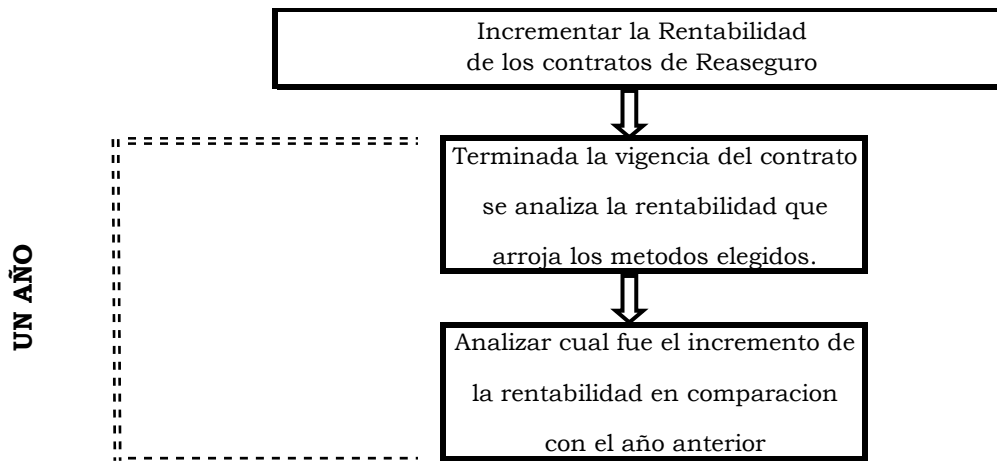 Incrementar la Rentabilidad
de los contratos de Reaseguro
Terminada la vigencia del contrato
se analiza la rentabilidad que
arroja los metodos elegidos.
UN AÑO
Analizar cual fue el incremento de
la rentabilidad en comparacion
con el año anterior